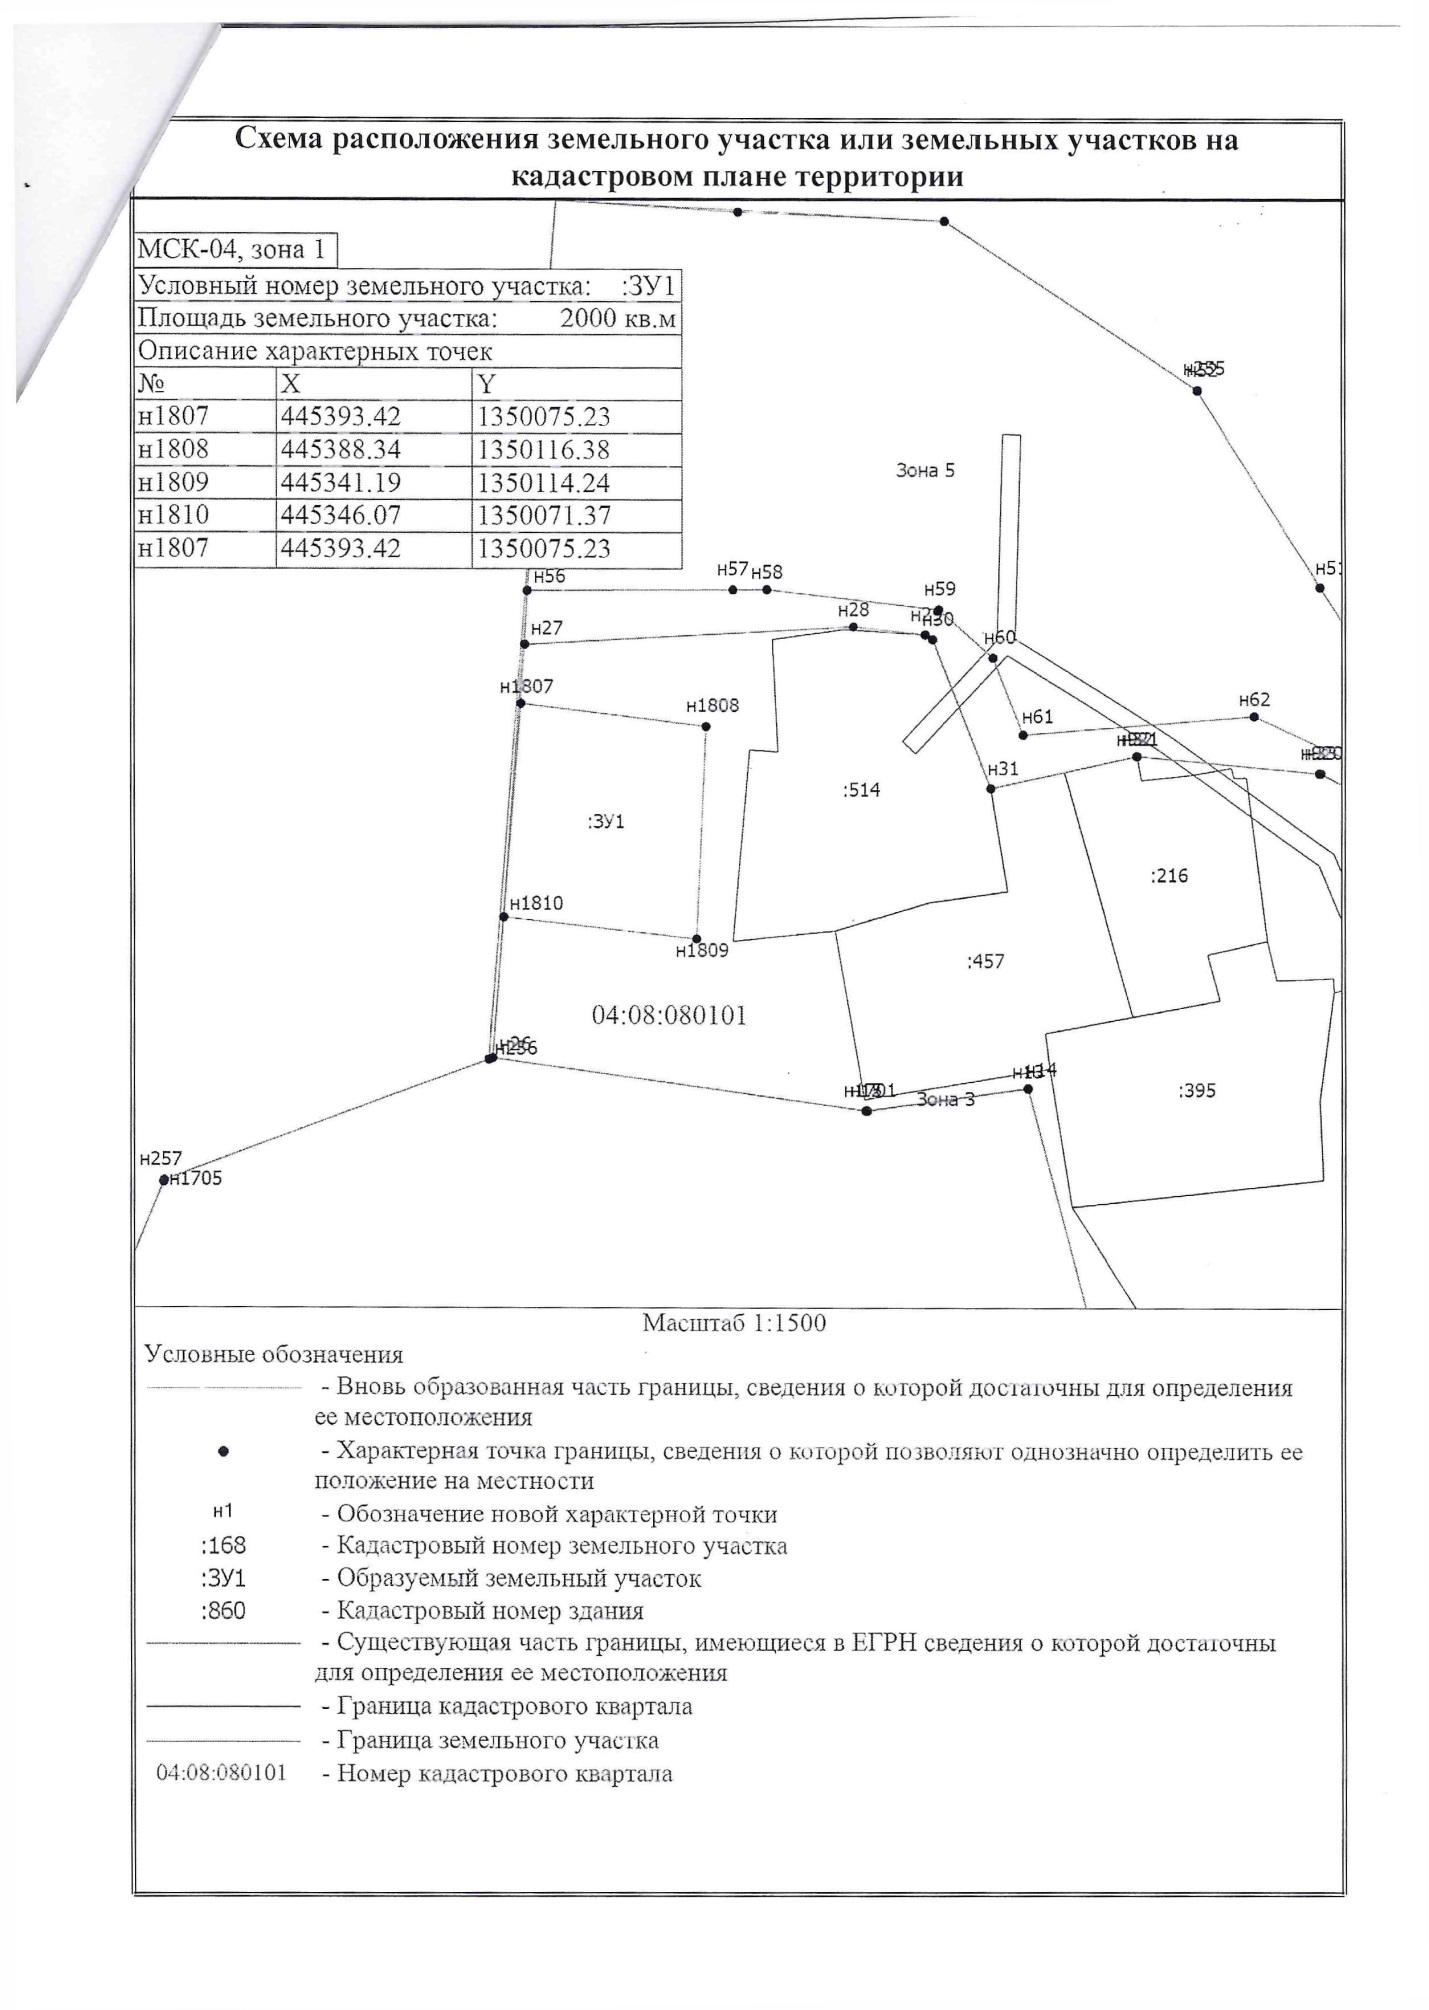 Схема расположения земельного участка или земельных участков на
кадастровом плане территории
МСК-04, зона 1
Условный номер земельного участка: :ЗУ1
Площадь земельного участка: 2000 кв.м
Описание характерных точек
№ X Y
н1807 445393.42 1350075.23
н1808 445388.34 1350116.38
н1809 445341.19 1350114.24
н1810 445346.07 1350071.37
н1807 445393.42 1350075.23
Зона 5
н56
н57
н58
н59
н28
н27
н30
н60
н1807
н1808
н61
н62
н31
:514
:ЗУ1
:216
н1810
н1809
:457
04:08:080101
Зона 3
:395
н257
н1705
Масштаб 1:1500
Условные обозначения
- Вновь образованная часть границы, сведения о которой достаточны для определения
ее местоположения
- Характерная точка границы, сведения о которой позволяют однозначно определить ее
положение на местности
н1 - Обозначение новой характерной точки
:168 - Кадастровый номер земельного участка
:ЗУ1 - Образуемый земельный участок
:860 - Кадастровый номер здания
- Существующая часть границы, имеющиеся в ЕГРН сведения о которой достаточны
для определения ее местоположения
- Граница кадастрового квартала
- Граница земельного участка
04:08:080101 - Номер кадастрового квартала